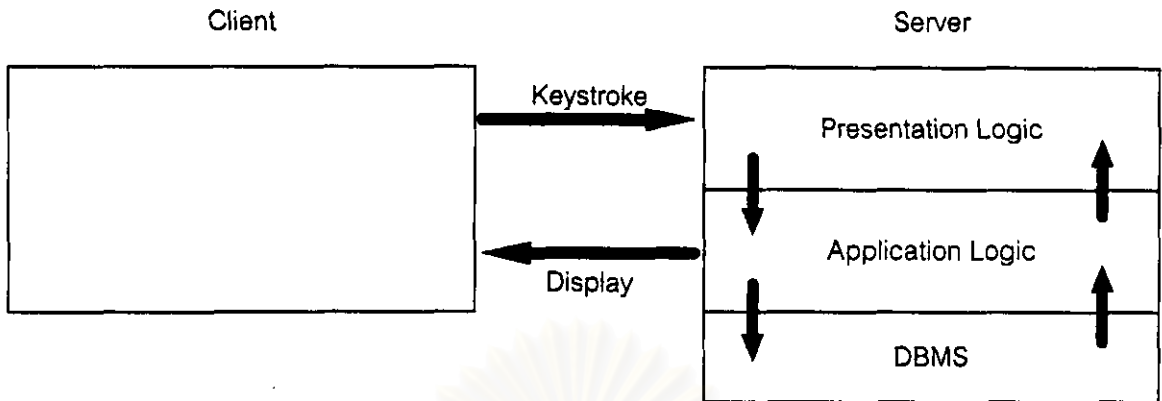 Client
Server
Keystroke
Presentation Logic
Application Logic
Display
DBMS